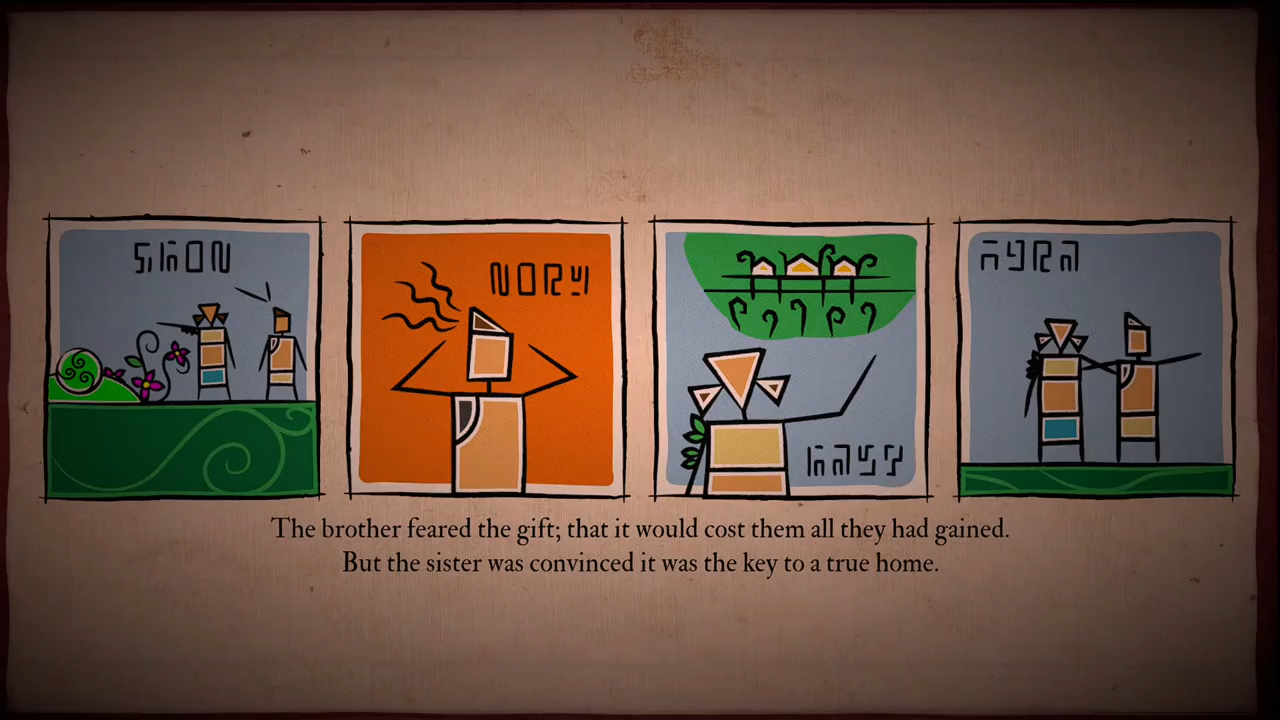 The brother feared the gift; that it would cost them all they had gained.
But the sister was convinced it was the key to a true home.